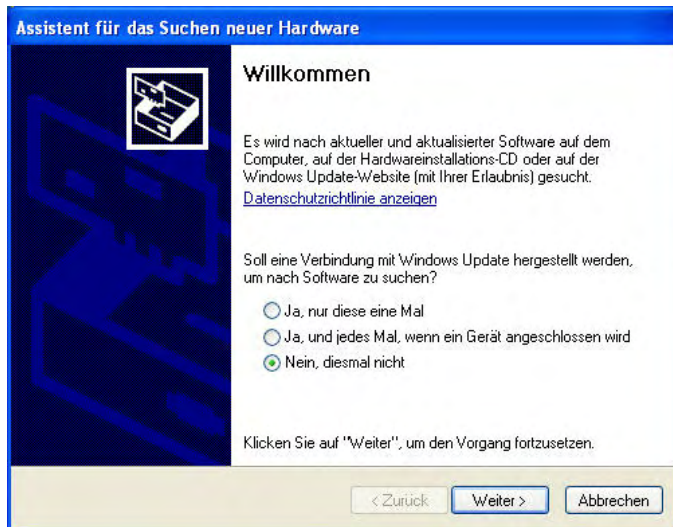 Assistent für das Suchen neuer Hardware
Willkommen
Es wird nach aktueller und aktualisierter Software auf dem
Computer, auf der Hardwareinstallations-CD oder auf der
Windows Update-Website (mit Ihrer Erlaubnis) gesucht.
Datenschutzrichtlinie anzeigen
Soll eine Verbindung mit Windows Update hergestellt werden,
um nach Software zu suchen?
Ja, nur diese eine Mal
Ja, und jedes Mal, wenn ein Gerät angeschlossen wird
Nein, diesmal nicht
Klicken Sie auf "Weiter", um den Vorgang fortzusetzen.
< Zurück Weiter > Abbrechen